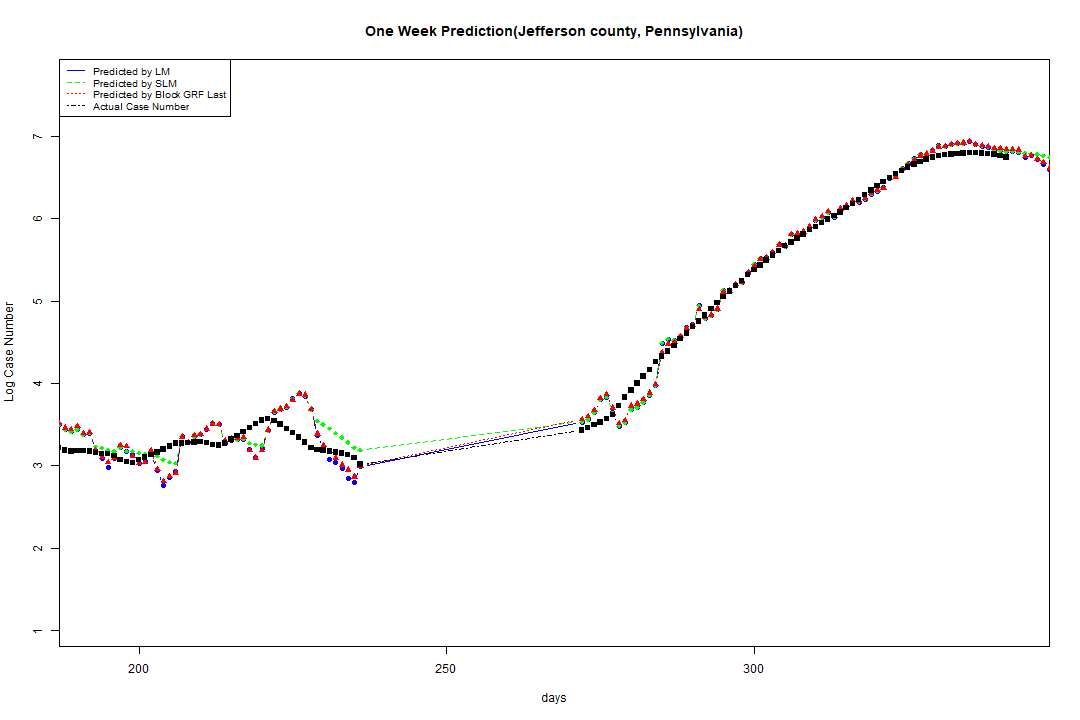 One Week Prediction(Jefferson county, Pennsylvania)
Predicted by LM
Predicted by SLM
Predicted by Block GRF Last
Actual Case Number
7
6
5
4
3
2
1
Log Case Number
200 250 300
days